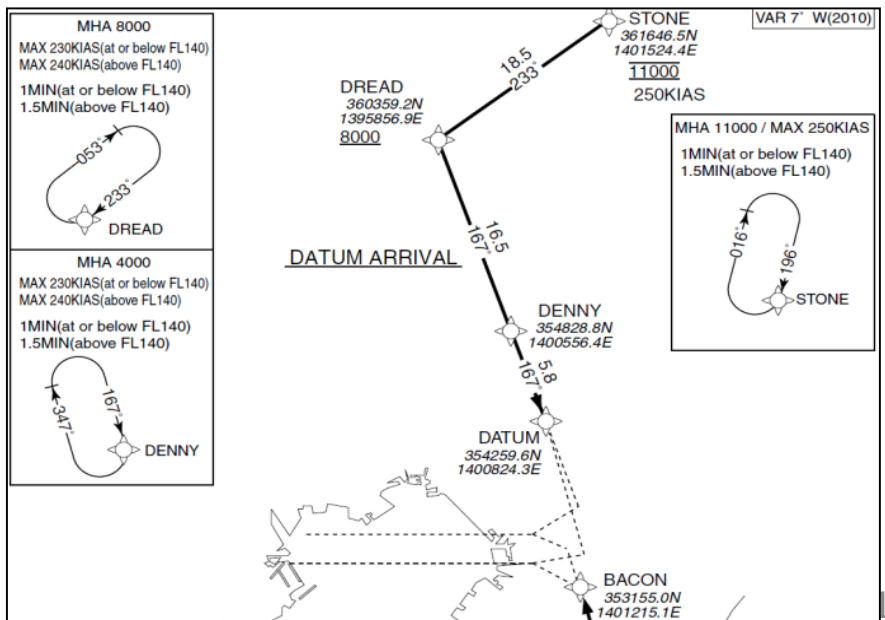 MHA 8000
MAX 230KIAS(at or below FL140)
MAX 240KIAS(above FL140)
1MIN(at or below FL140)
1.5MIN(above FL140)
053°
233°
DREAD
MHA 4000
MAX 230KIAS(at or below FL140)
MAX 240KIAS(above FL140)
1MIN(at or below FL140)
1.5MIN(above FL140)
347°
167°
DENNY
STONE
361646.5N
1401524.4E
11000
250KIAS
VAR 7° W(2010)
18.5
233°
DREAD
360359.2N
1395856.9E
8000
MHA 11000 / MAX 250KIAS
1MIN(at or below FL140)
1.5MIN(above FL140)
016°
196°
STONE
16.5
167°
DATUM ARRIVAL
DENNY
354828.8N
1400556.4E
5.8
167°
DATUM
354259.6N
1400824.3E
BACON
353155.0N
1401215.1E